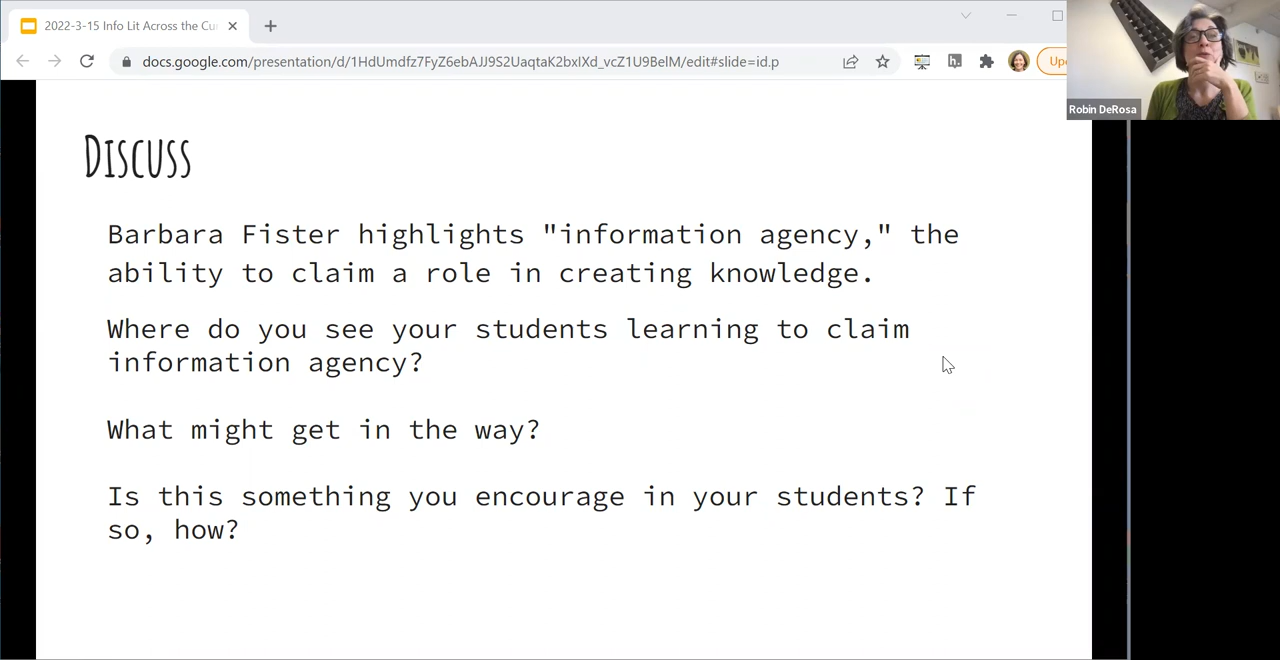 2022-3-15 Info Lit Across the Cu
docs.google.com/presentation/d/1HdUmdfz7FyZ6ebAJJ9S2UaqtaK2bxlXd_vcZ1U9BelM/edit#slide=id.p
Up
Robin DeRosa
Discuss
Barbara Fister highlights "information agency," the
ability to claim a role in creating knowledge.
Where do you see your students learning to claim
information agency?
What might get in the way?
Is this something you encourage in your students? If
so, how?